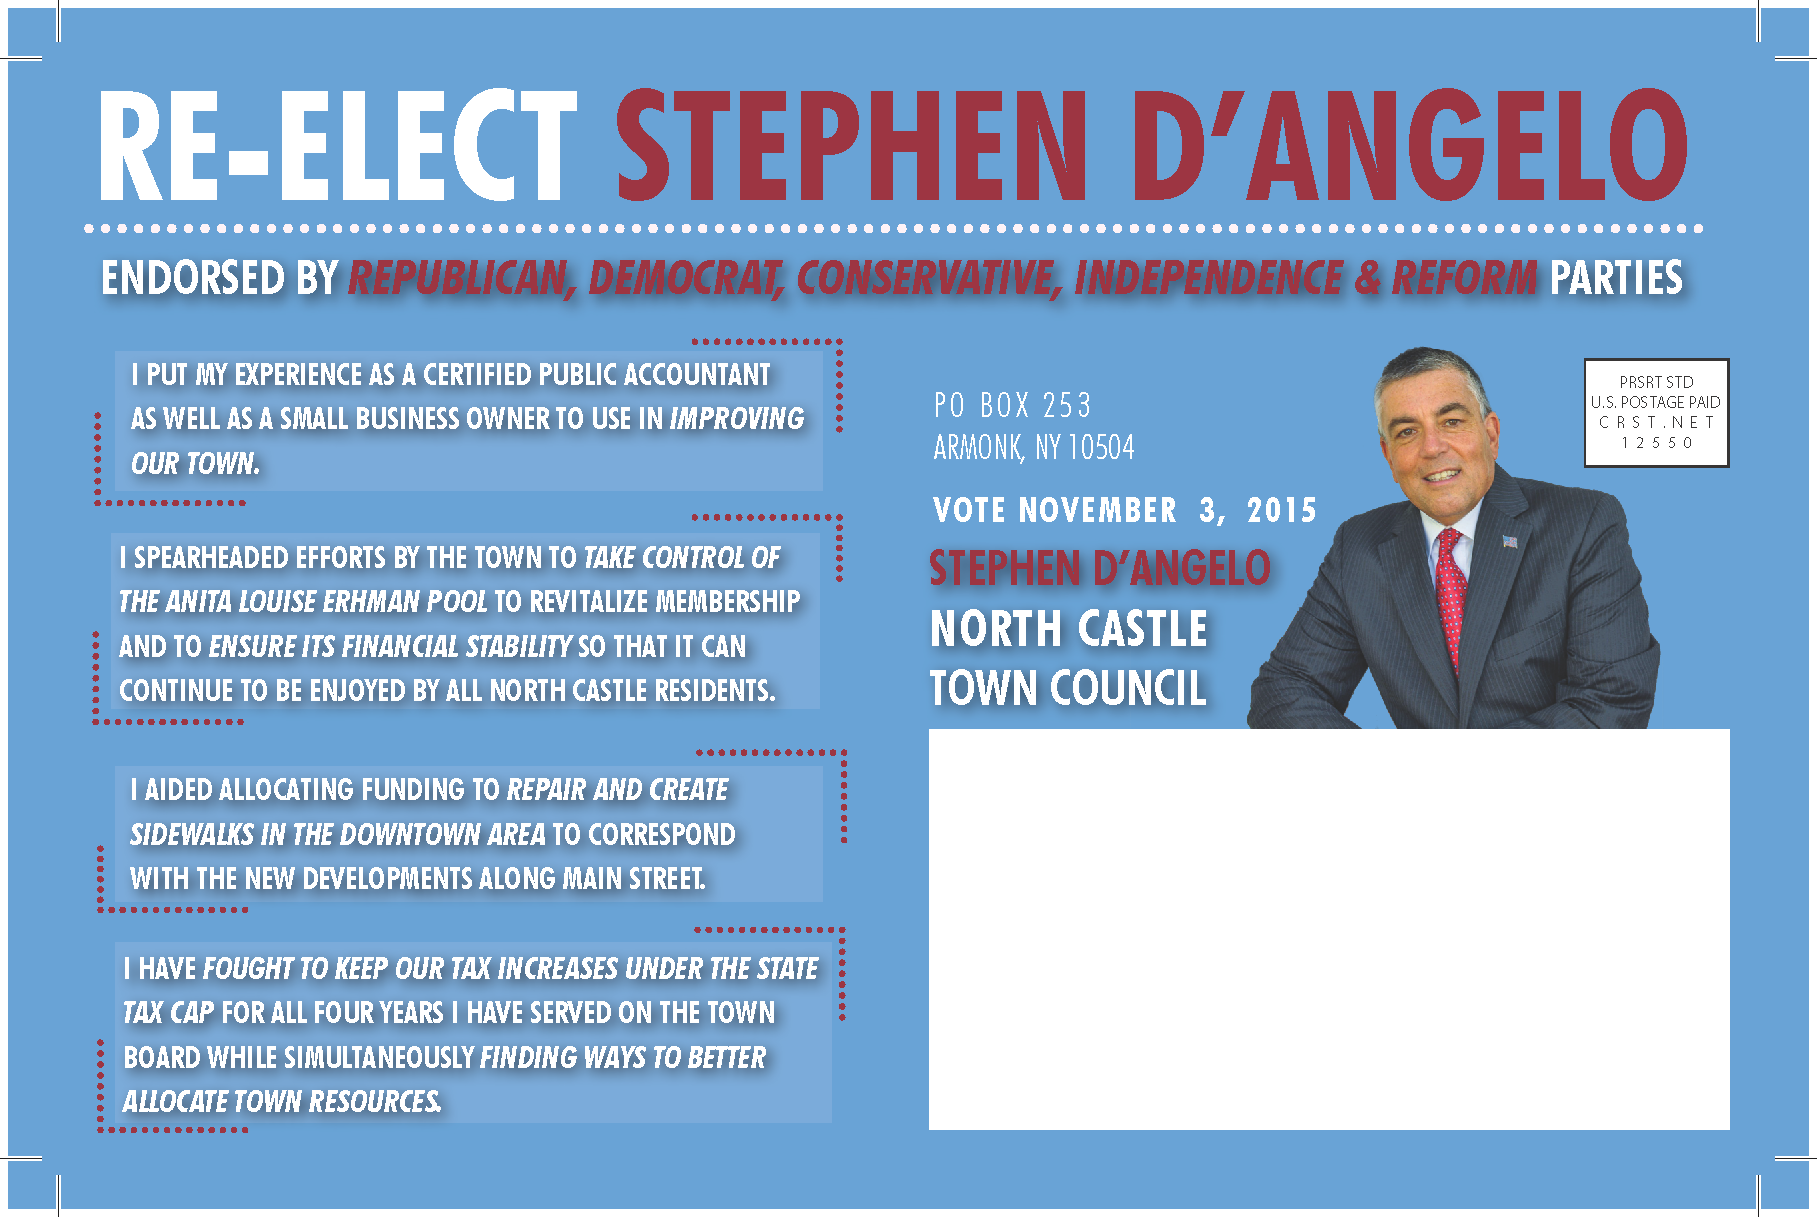 RE-ELECT STEPHEN D’ANGELO
ENDORSED BY REPUBLICAN, DEMOCRAT, CONSERVATIVE, INDEPENDENCE & REFORM PARTIES
I PUT MY EXPERIENCE AS A CERTIFIED PUBLIC ACCOUNTANT
AS WELL AS A SMALL BUSINESS OWNER TO USE IN IMPROVING
OUR TOWN.
I SPEARHEADED EFFORTS BY THE TOWN TO TAKE CONTROL OF
THE ANITA LOUISE ERHMAN POOL TO REVITALIZE MEMBERSHIP
AND TO ENSURE ITS FINANCIAL STABILITY SO THAT IT CAN
CONTINUE TO BE ENJOYED BY ALL NORTH CASTLE RESIDENTS.
I AIDED ALLOCATING FUNDING TO REPAIR AND CREATE
SIDEWALKS IN THE DOWNTOWN AREA TO CORRESPOND
WITH THE NEW DEVELOPMENTS ALONG MAIN STREET.
I HAVE FOUGHT TO KEEP OUR TAX INCREASES UNDER THE STATE
TAX CAP FOR ALL FOUR YEARS I HAVE SERVED ON THE TOWN
BOARD WHILE SIMULTANEOUSLY FINDING WAYS TO BETTER
ALLOCATE TOWN RESOURCES.
PO BOX 253
ARMONK, NY 10504
VOTE NOVEMBER 3, 2015
STEPHEN D’ANGELO
NORTH CASTLE
TOWN COUNCIL
PRSRT STD
U.S. POSTAGE PAID
CRST.NET
12550